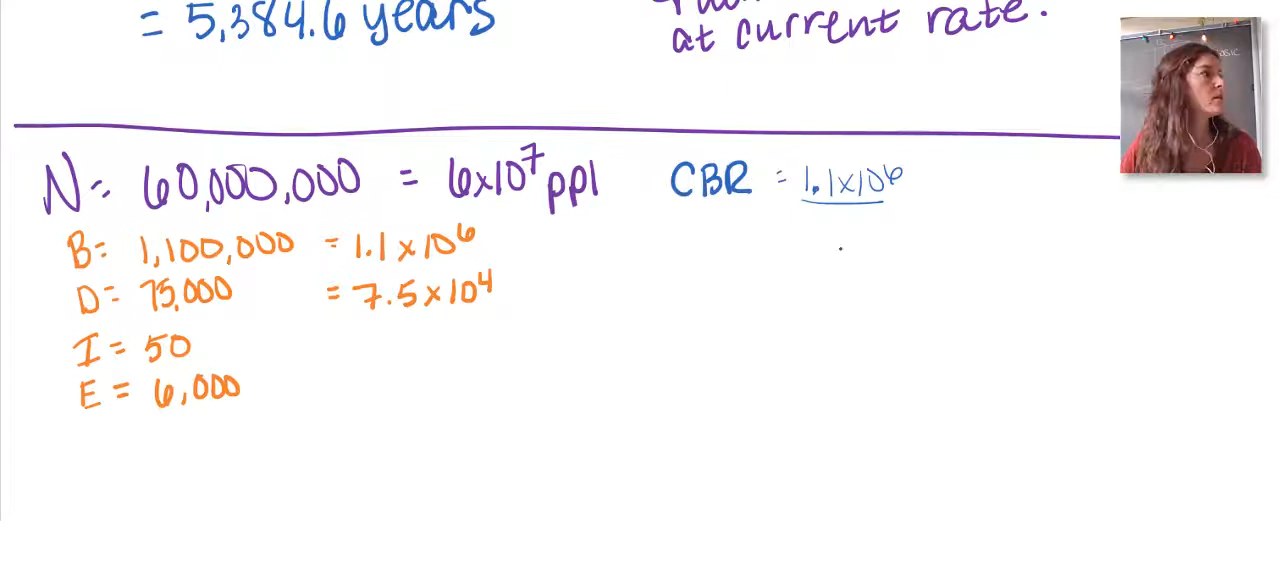 = 5,384.6 years
at current rate.
N = 60,000,000 = 6x10⁷ ppl
CBR = 1.1x10⁶
B = 1,100,000 = 1.1 x 10⁶
D = 75,000 = 7.5 x 10⁴
I = 50
E = 6,000